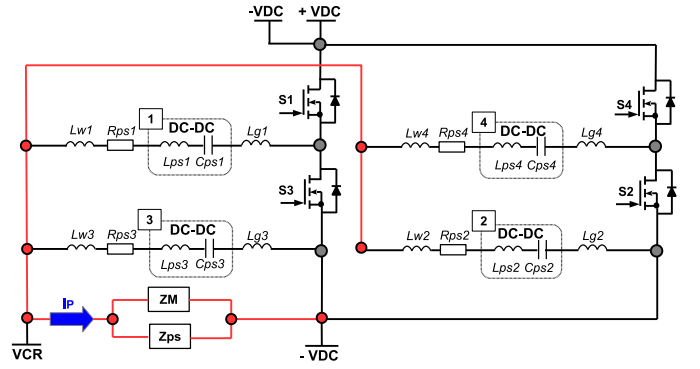 -VDC + VDC
S1 S4
1 4
Lw1 Rps1 DC-DC Lg1 Lw4 Rps4 DC-DC Lg4
Lps1 Cps1 Lps4 Cps4
S3 S2
3 2
Lw3 Rps3 DC-DC Lg3 Lw2 Rps2 DC-DC Lg2
Lps3 Cps3 Lps2 Cps2
IP ZM
Zps
VCR - VDC